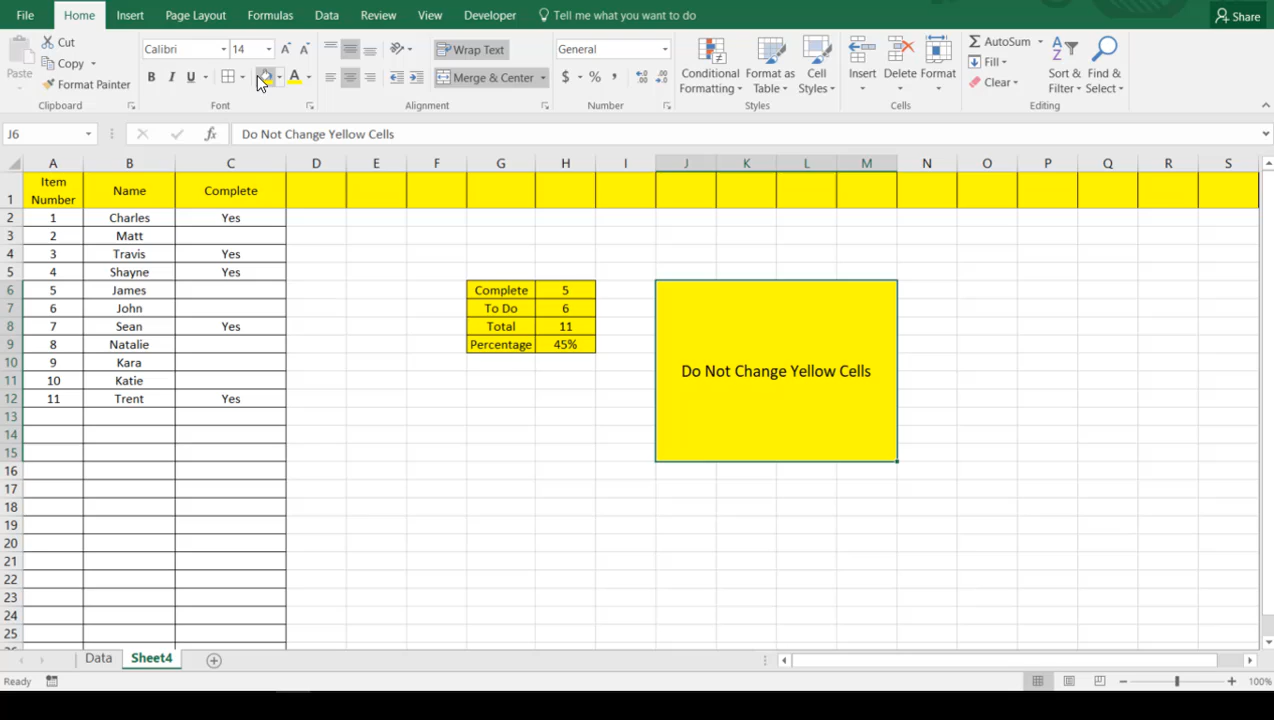 File Home Insert Page Layout Formulas Data Review View Developer Tell me what you want to do Share
Paste Cut Copy Format Painter Clipboard
Calibri 14 A A B I U A Font
Wrap Text Merge & Center Alignment
General $ % , Number
Conditional Formatting Format as Table Cell Styles Styles
Insert Delete Format Cells
AutoSum Fill Clear Sort & Filter Find & Select Editing
J6 fx Do Not Change Yellow Cells
A B C D E F G H I J K L M N O P Q R S
1 Item Number Name Complete
2 1 Charles Yes
3 2 Matt
4 3 Travis Yes
5 4 Shayne Yes
6 5 James Complete 5
7 6 John To Do 6
8 7 Sean Yes Total 11
9 8 Natalie Percentage 45%
10 9 Kara
11 10 Katie Do Not Change Yellow Cells
12 11 Trent Yes
13
14
15
16
17
18
19
20
21
22
23
24
25
Data Sheet4
Ready 100%